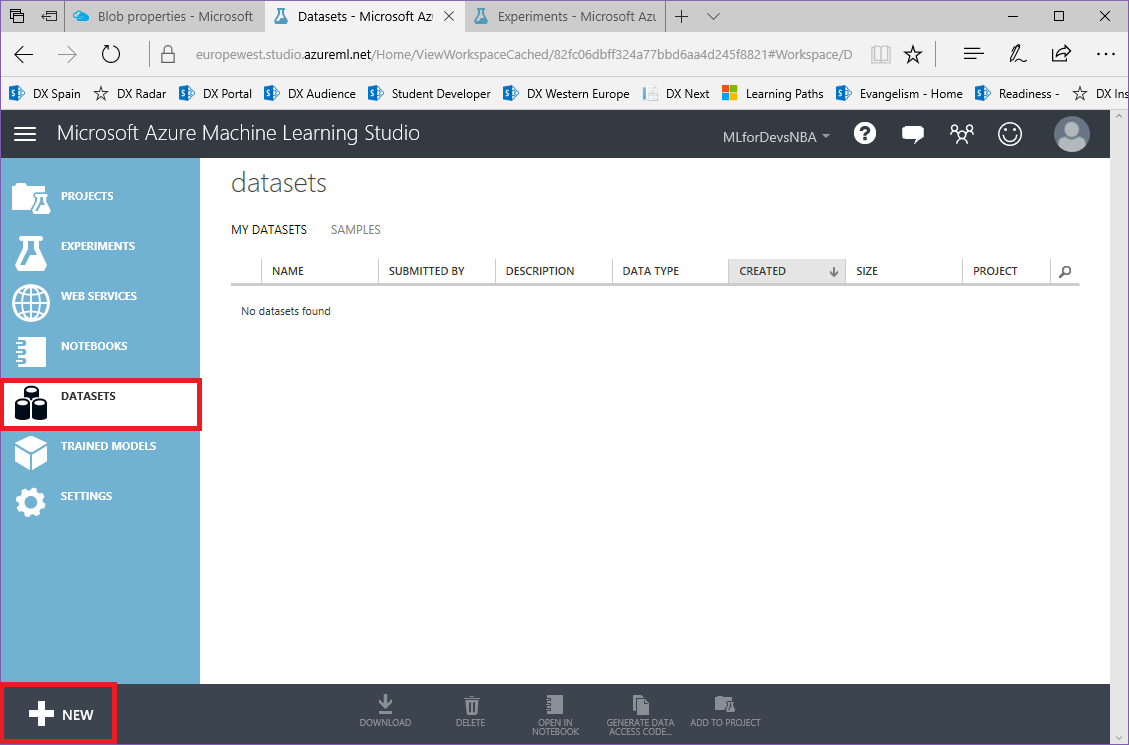 Blob properties - Microsoft
Datasets - Microsoft Az
Experiments - Microsoft Azu
europewest.studio.azureml.net/Home/ViewWorkspaceCached/82fc06dbff324a77bbd6aa4d245f8821#Workspace/D
DX Spain DX Radar DX Portal DX Audience Student Developer DX Western Europe DX Next Learning Paths Evangelism - Home Readiness - DX Ins
Microsoft Azure Machine Learning Studio
MLforDevsNBA
PROJECTS
EXPERIMENTS
WEB SERVICES
NOTEBOOKS
DATASETS
TRAINED MODELS
SETTINGS
datasets
MY DATASETS SAMPLES
NAME SUBMITTED BY DESCRIPTION DATA TYPE CREATED SIZE PROJECT
No datasets found
NEW
DOWNLOAD
DELETE
OPEN IN
NOTEBOOK
GENERATE DATA
ACCESS CODE...
ADD TO PROJECT